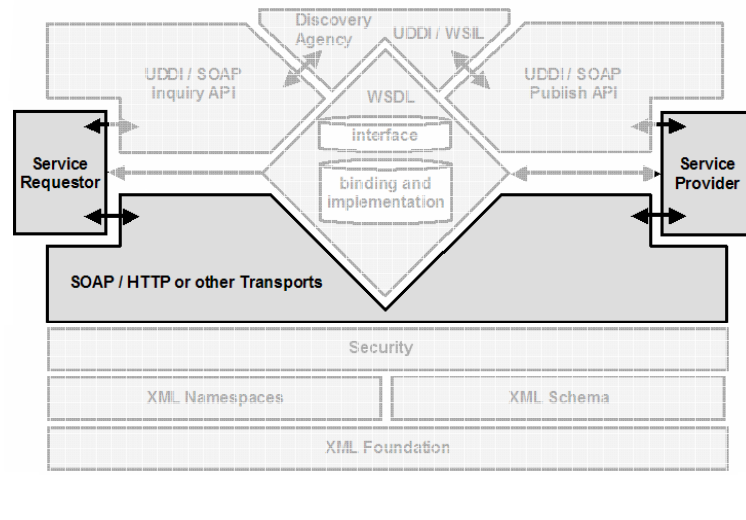 Discovery
Agency
UDDI / WSIL
UDDI / SOAP
Inquiry API
WSDL
UDDI / SOAP
Publish API
interface
Service
Requestor
binding and
implementation
Service
Provider
SOAP / HTTP or other Transports
Security
XML Namespaces
XML Schema
XML Foundation